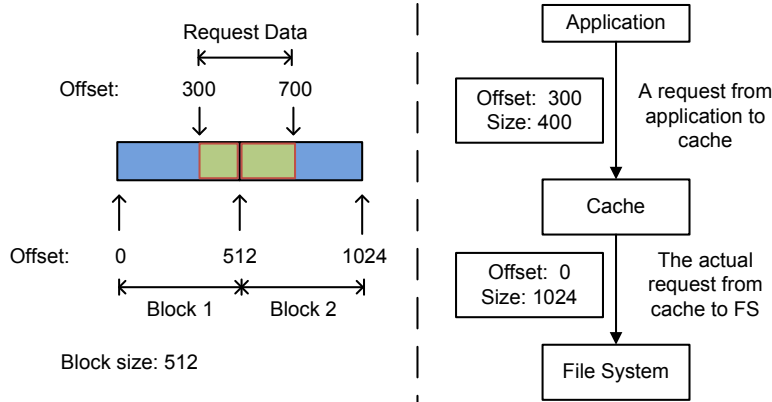 Request Data
Offset: 300 700
Offset: 0 512 1024
Block 1 Block 2
Block size: 512
Application
Offset: 300
Size: 400
A request from
application to
cache
Cache
Offset: 0
Size: 1024
The actual
request from
cache to FS
File System